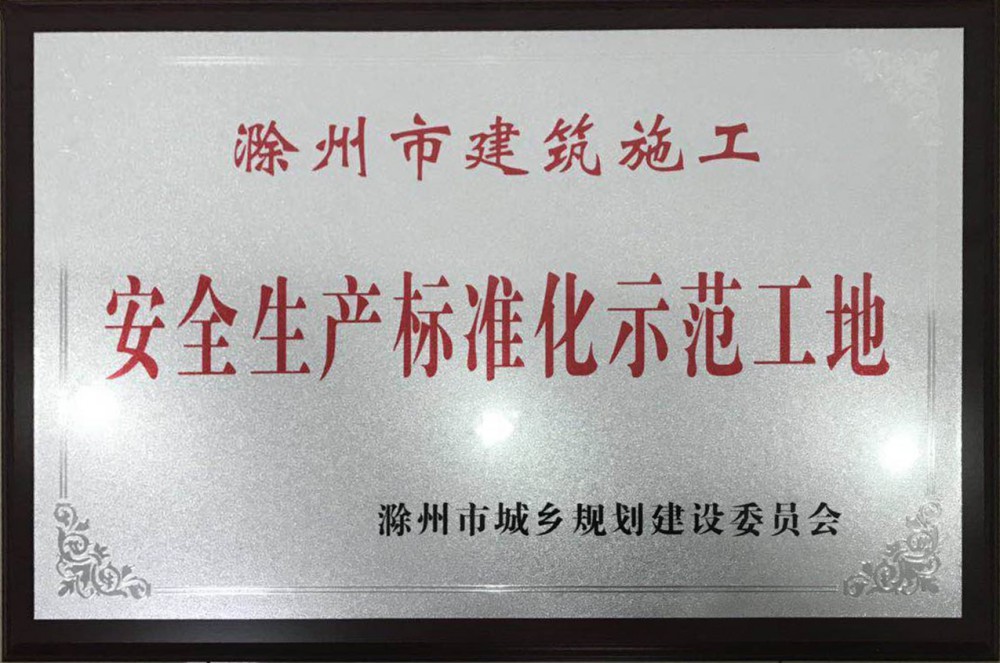 滁州市建筑施工
安全生产标准化示范工地
滁州市城乡规划建设委员会